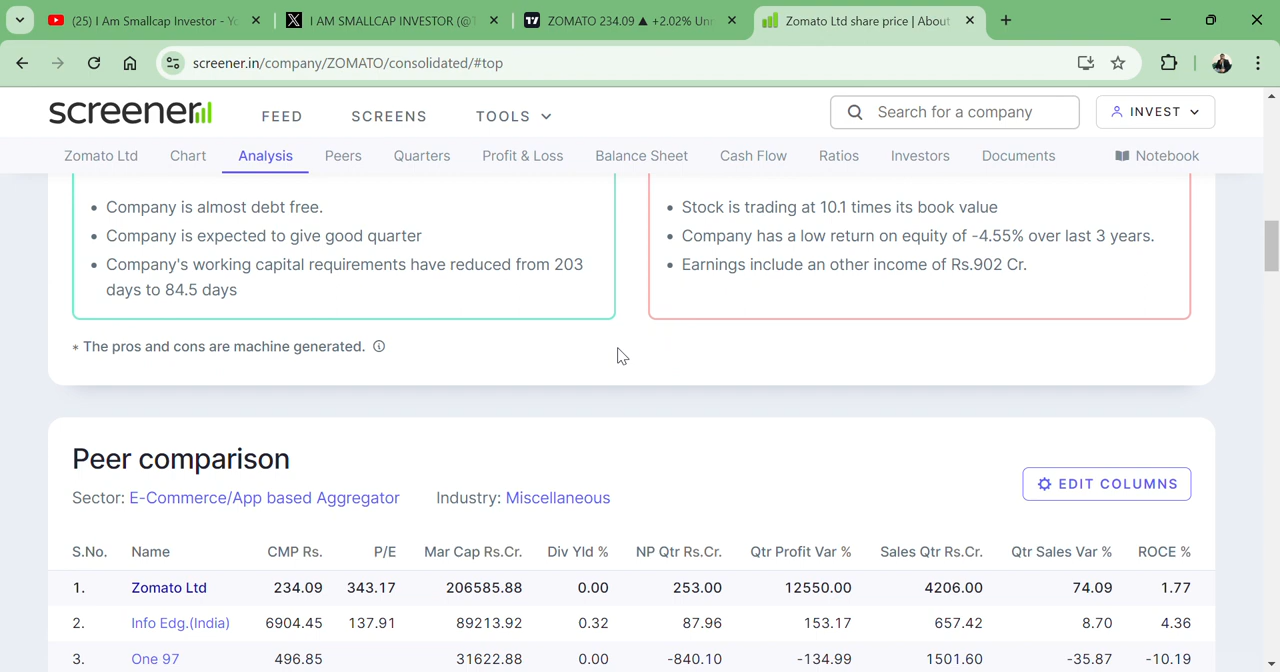 (25) I Am Smallcap Investor - Yo
I AM SMALLCAP INVESTOR (@
ZOMATO 234.09 ▲ +2.02% Unn
Zomato Ltd share price | About
screener.in/company/ZOMATO/consolidated/#top
screener
FEED
SCREENS
TOOLS
Search for a company
INVEST
Zomato Ltd
Chart
Analysis
Peers
Quarters
Profit & Loss
Balance Sheet
Cash Flow
Ratios
Investors
Documents
Notebook
• Company is almost debt free.
• Company is expected to give good quarter
• Company's working capital requirements have reduced from 203
days to 84.5 days
• Stock is trading at 10.1 times its book value
• Company has a low return on equity of -4.55% over last 3 years.
• Earnings include an other income of Rs.902 Cr.
* The pros and cons are machine generated.
Peer comparison
Sector: E-Commerce/App based Aggregator Industry: Miscellaneous
EDIT COLUMNS
S.No. Name CMP Rs. P/E Mar Cap Rs.Cr. Div Yld % NP Qtr Rs.Cr. Qtr Profit Var % Sales Qtr Rs.Cr. Qtr Sales Var % ROCE %
1. Zomato Ltd 234.09 343.17 206585.88 0.00 253.00 12550.00 4206.00 74.09 1.77
2. Info Edg.(India) 6904.45 137.91 89213.92 0.32 87.96 153.17 657.42 8.70 4.36
3. One 97 496.85 31622.88 0.00 -840.10 -134.99 1501.60 -35.87 -10.19